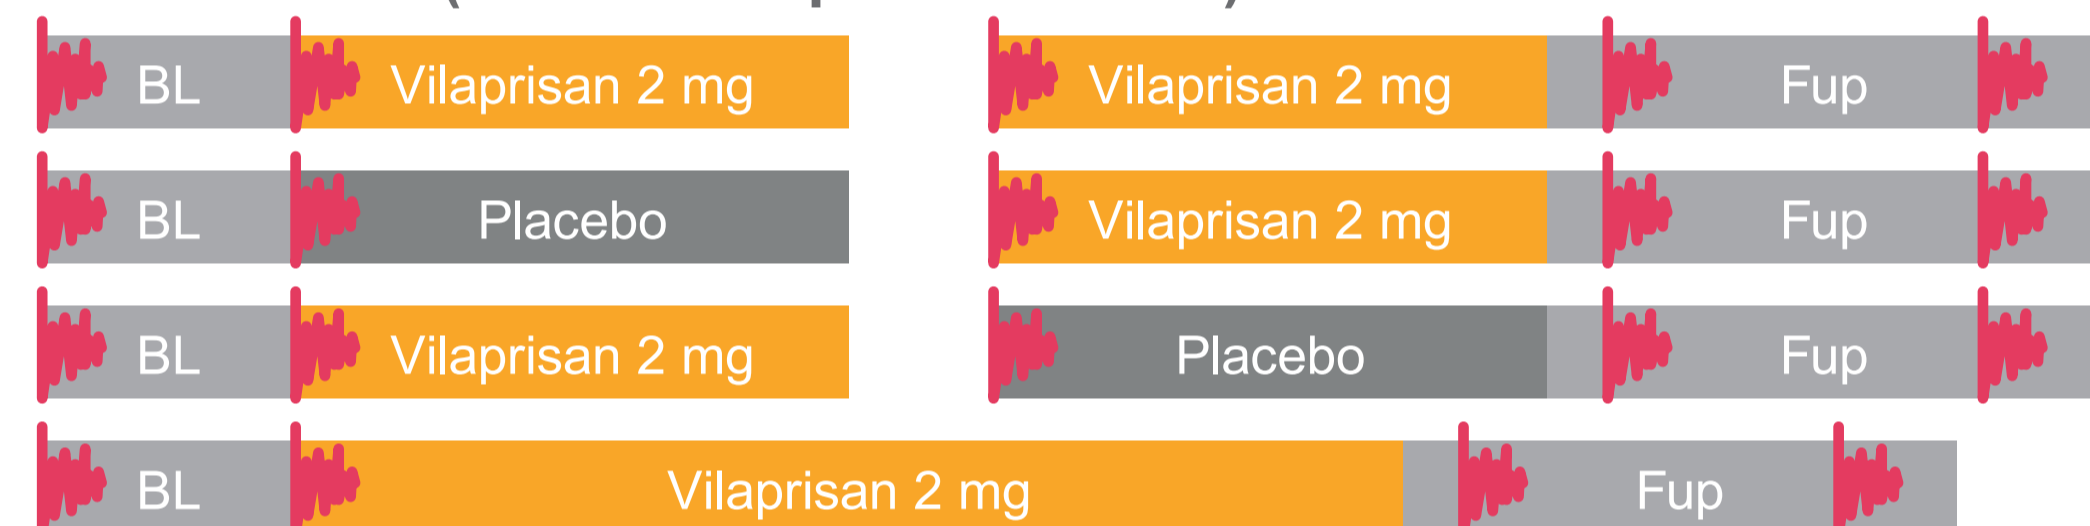 BL Vilaprisan 2 mg Vilaprisan 2 mg Fup
BL Placebo Vilaprisan 2 mg Fup
BL Vilaprisan 2 mg Placebo Fup
BL Vilaprisan 2 mg Fup